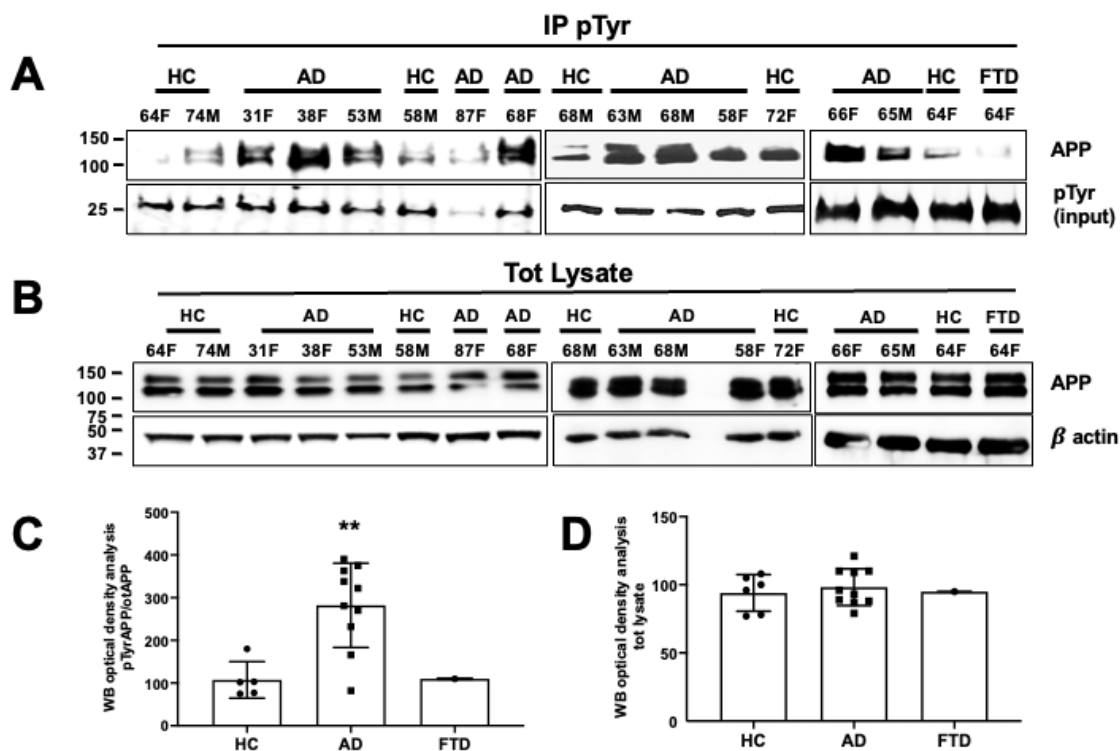 IP pTyr
A
HC AD HC AD AD HC AD HC AD HC FTD
64F 74M 31F 38F 53M 58M 87F 68F 68M 63M 68M 58F 72F 66F 65M 64F 64F
150
100
APP
25
pTyr
(input)
Tot Lysate
B
HC AD HC AD AD HC AD HC AD HC FTD
64F 74M 31F 38F 53M 58M 87F 68F 68M 63M 68M 58F 72F 66F 65M 64F 64F
150
100
APP
75
50
37
β actin
C
WB optical density analysis
pTyrAPP/otAPP
500
400
300
200
100
0
**
HC AD FTD
D
WB optical density analysis
tot lysate
150
100
50
0
HC AD FTD